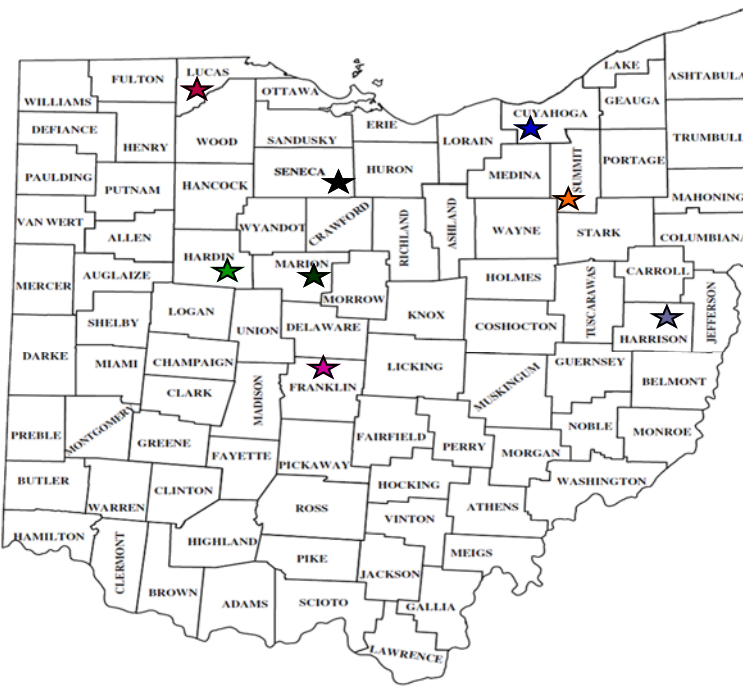 LAKE
LUCAS
FULTON
ASHTABULA
OTTAWA
WILLIAMS
GEAUGA
CUYAHOGA
ERIE
DEFIANCE
TRUMBULL
WOOD
SANDUSKY
LORAIN
HENRY
PORTAGE
SUMMIT
SENECA
HURON
MEDINA
PAULDING
HANCOCK
PUTNAM
MAHONING
VAN WERT
CRAWFORD
WYANDOT
RICHLAND
ASHLAND
WAYNE
STARK
ALLEN
COLUMBIANA
HARDIN
MARION
CARROLL
AUGLAIZE
HOLMES
MERCER
MORROW
TUSCARAWAS
JEFFERSON
LOGAN
KNOX
SHELBY
UNION
DELAWARE
COSHOCTON
HARRISON
DARKE
MIAMI
CHAMPAIGN
LICKING
GUERNSEY
BELMONT
FRANKLIN
CLARK
MADISON
MUSKINGUM
NOBLE
MONROE
PREBLE
MONTGOMERY
GREENE
FAIRFIELD
PERRY
MORGAN
FAYETTE
PICKAWAY
BUTLER
HOCKING
WASHINGTON
CLINTON
WARREN
ROSS
ATHENS
VINTON
HAMILTON
HIGHLAND
CLERMONT
PIKE
MEIGS
JACKSON
BROWN
ADAMS
SCIOTO
GALLIA
LAWRENCE